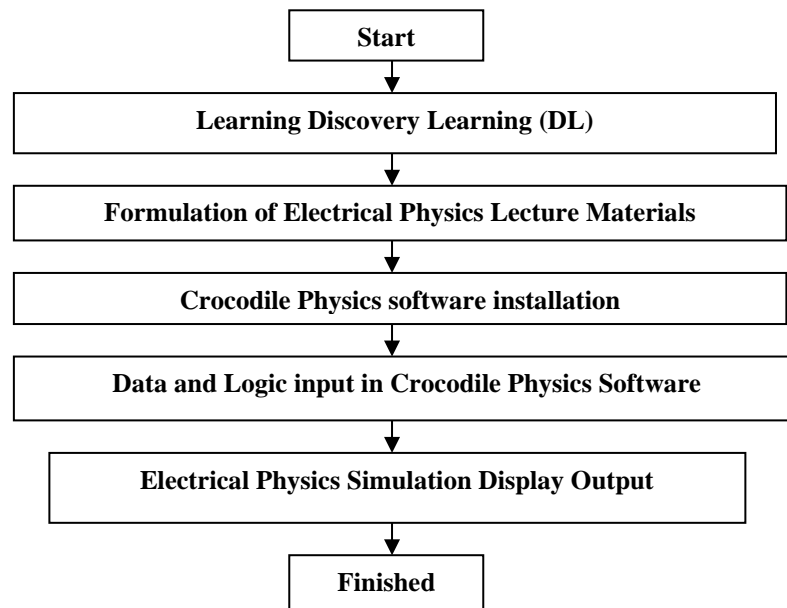 Start
Learning Discovery Learning (DL)
Formulation of Electrical Physics Lecture Materials
Crocodile Physics software installation
Data and Logic input in Crocodile Physics Software
Electrical Physics Simulation Display Output
Finished